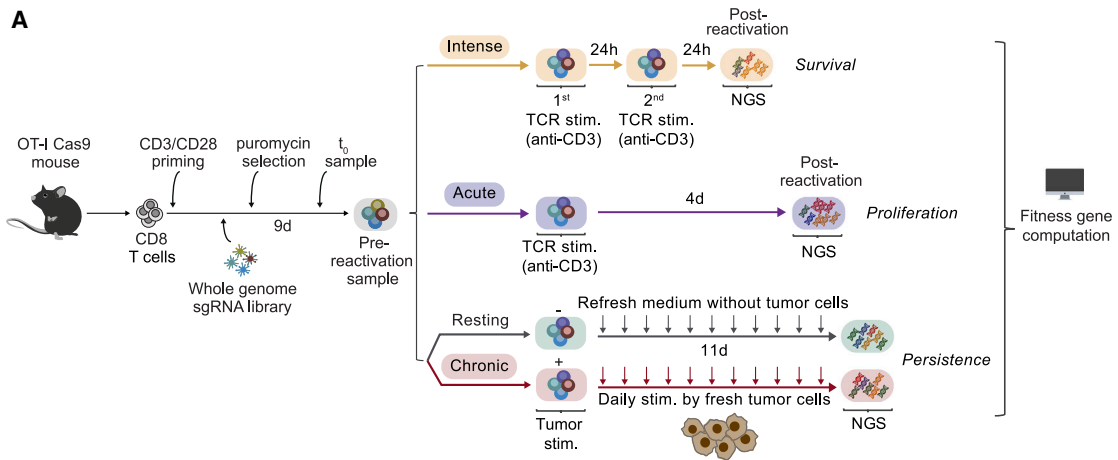 A
OT-I Cas9
mouse
CD3/CD28
priming
puromycin
selection
t0
sample
CD8
T cells
9d
Whole genome
sgRNA library
Pre-
reactivation
sample
Intense
24h
24h
Post-
reactivation
Survival
1st
TCR stim.
(anti-CD3)
2nd
TCR stim.
(anti-CD3)
NGS
Acute
4d
Post-
reactivation
Proliferation
TCR stim.
(anti-CD3)
NGS
Resting
-
Refresh medium without tumor cells
11d
Persistence
Chronic
+
Daily stim. by fresh tumor cells
Tumor
stim.
NGS
Fitness gene
computation